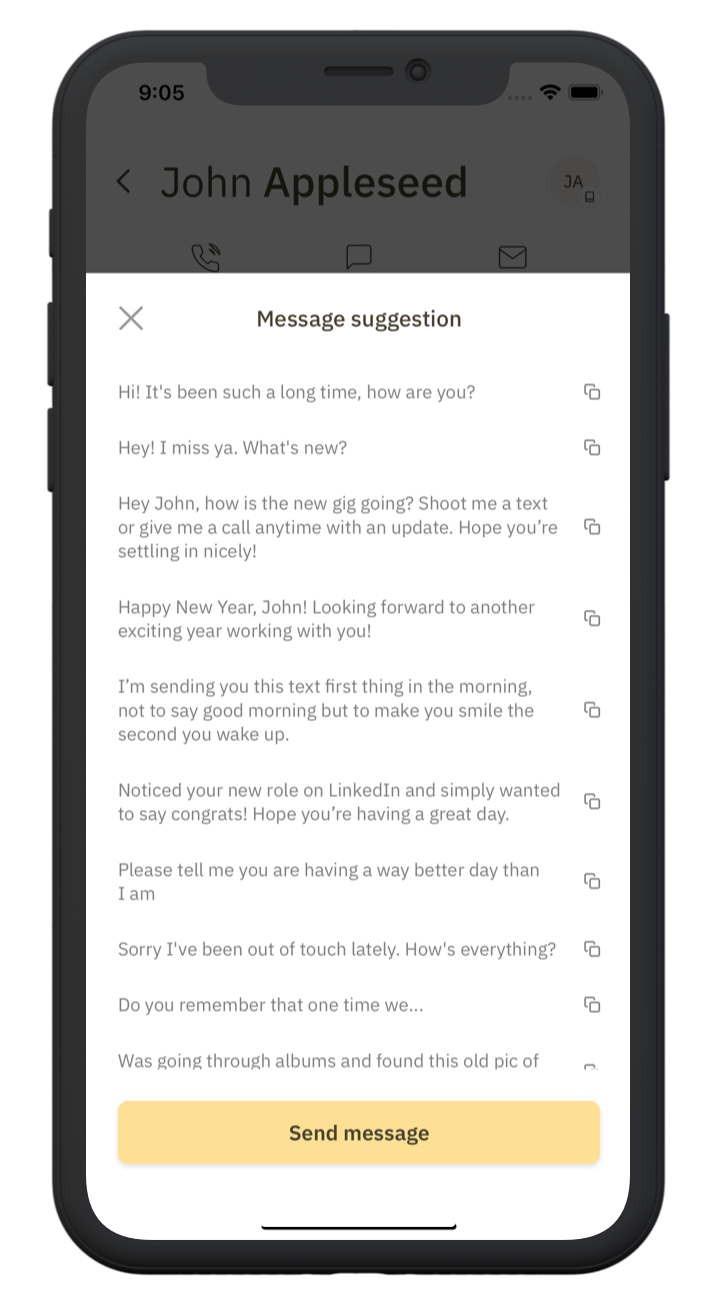 9:05
John Appleseed
JA
Message suggestion
Hi! It's been such a long time, how are you?
Hey! I miss ya. What's new?
Hey John, how is the new gig going? Shoot me a text
or give me a call anytime with an update. Hope you’re
settling in nicely!
Happy New Year, John! Looking forward to another
exciting year working with you!
I’m sending you this text first thing in the morning,
not to say good morning but to make you smile the
second you wake up.
Noticed your new role on LinkedIn and simply wanted
to say congrats! Hope you’re having a great day.
Please tell me you are having a way better day than
I am
Sorry I've been out of touch lately. How's everything?
Do you remember that one time we...
Was going through albums and found this old pic of
Send message